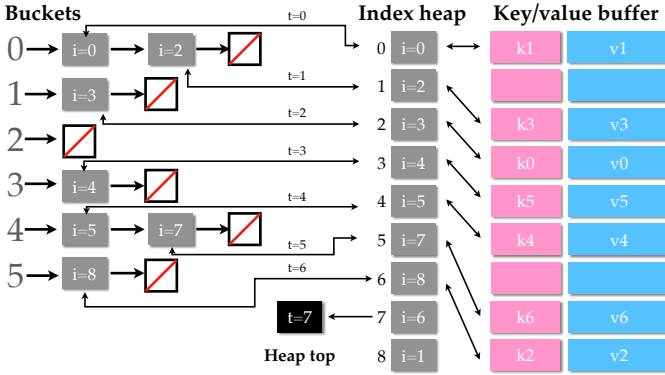 Buckets
Index heap
Key/value buffer
t=0
0
i=0
i=2
0
i=0
k1
v1
t=1
1
i=3
1
i=2
t=2
2
2
i=3
k3
v3
k0
v0
t=3
3
i=4
3
i=4
k5
v5
t=4
4
i=5
i=7
4
i=5
k4
v4
t=5
5
i=7
5
i=8
t=6
6
i=8
t=7
7
i=6
k6
v6
Heap top
8
i=1
k2
v2